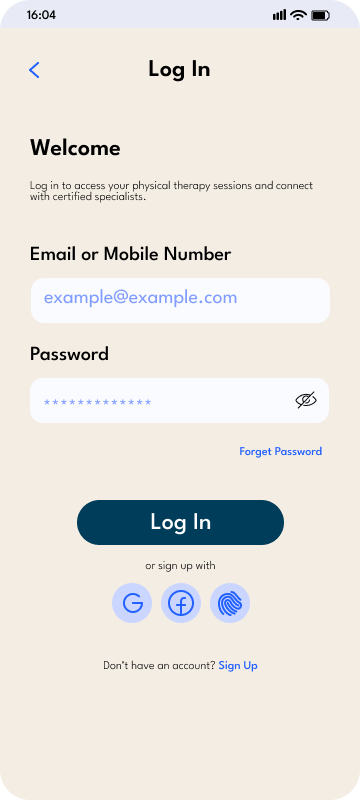 16:04
Log In
Welcome
Log in to access your physical therapy sessions and connect
with certified specialists.
Email or Mobile Number
example@example.com
Password
*************
Forget Password
Log In
or sign up with
Don't have an account? Sign Up